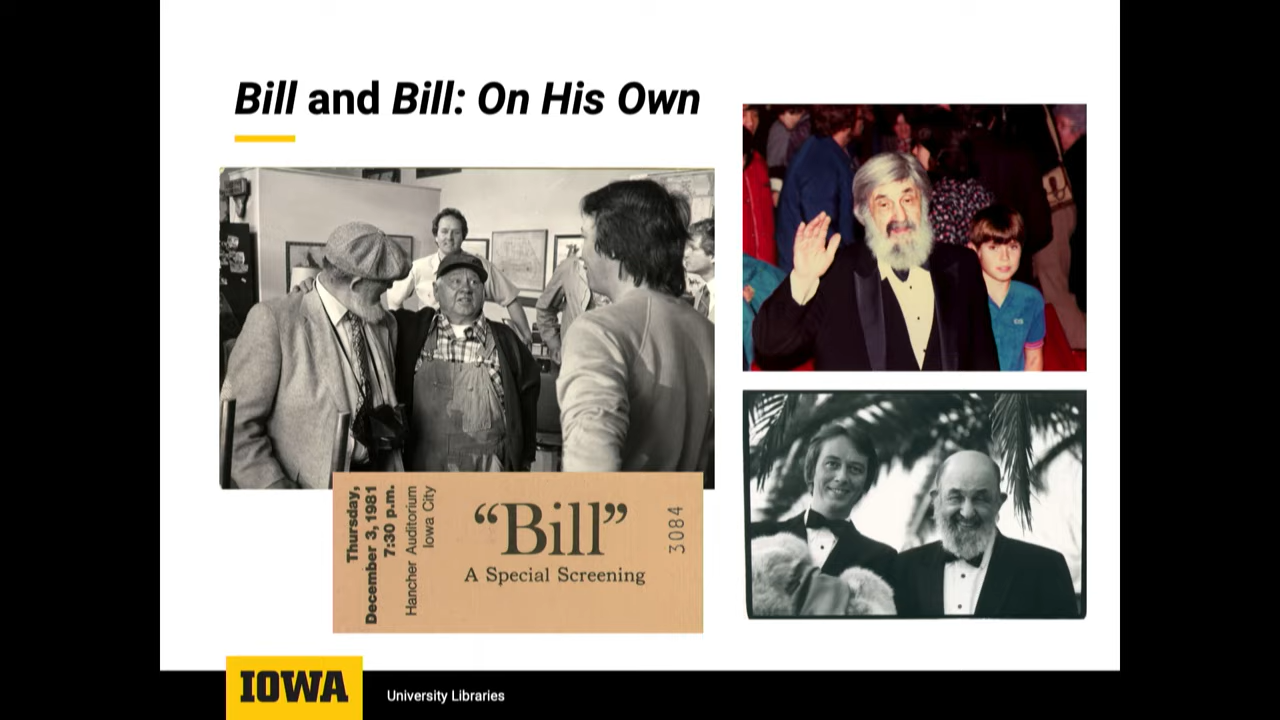 Bill and Bill: On His Own
Thursday,
December 3, 1981
7:30 p.m.
Hancher Auditorium
Iowa City
“Bill”
A Special Screening
3084
IOWA
University Libraries